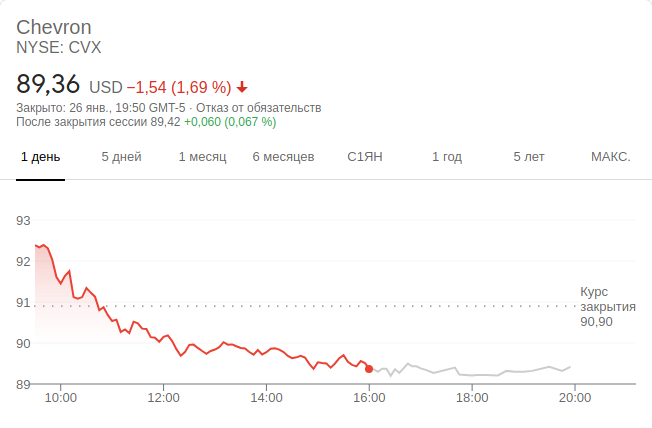 Chevron
NYSE: CVX
89,36 USD −1,54 (1,69 %)
Закрыто: 26 янв., 19:50 GMT-5 · Отказ от обязательств
После закрытия сессии 89,42 +0,060 (0,067 %)
1 день 5 дней 1 месяц 6 месяцев С1ЯН 1 год 5 лет МАКС.
93
92
91
90
89
Курс
закрытия
90,90
10:00 12:00 14:00 16:00 18:00 20:00